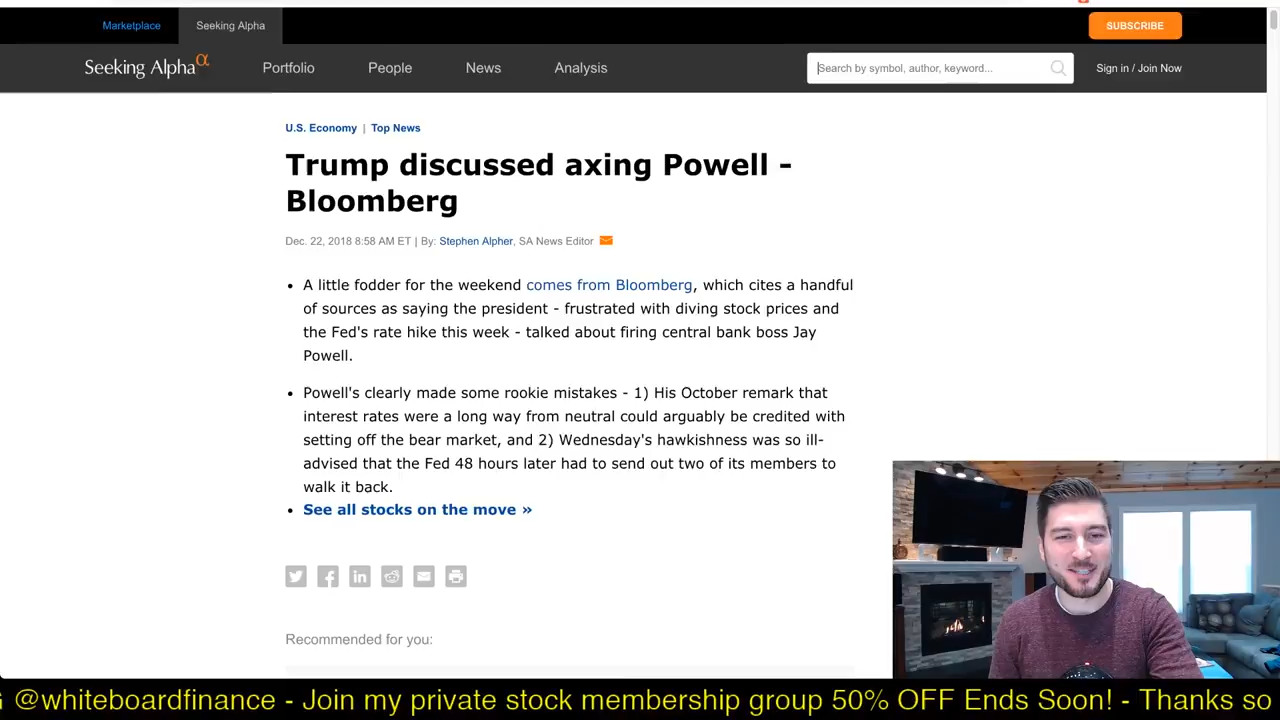 Marketplace
Seeking Alpha
SUBSCRIBE
Seeking Alphaα
Portfolio
People
News
Analysis
Search by symbol, author, keyword...
Sign in / Join Now
U.S. Economy | Top News
Trump discussed axing Powell -
Bloomberg
Dec. 22, 2018 8:58 AM ET | By: Stephen Alpher, SA News Editor
• A little fodder for the weekend comes from Bloomberg, which cites a handful
of sources as saying the president - frustrated with diving stock prices and
the Fed's rate hike this week - talked about firing central bank boss Jay
Powell.
• Powell's clearly made some rookie mistakes - 1) His October remark that
interest rates were a long way from neutral could arguably be credited with
setting off the bear market, and 2) Wednesday's hawkishness was so ill-
advised that the Fed 48 hours later had to send out two of its members to
walk it back.
• See all stocks on the move »
Recommended for you:
G @whiteboardfinance - Join my private stock membership group 50% OFF Ends Soon! - Thanks so